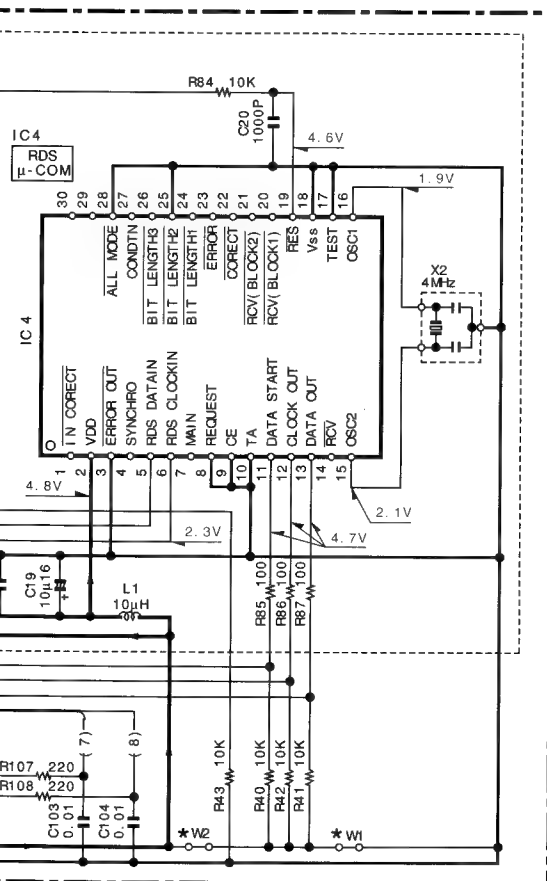 R84 10K
C20
1000P
4.6V
IC4
RDS
μ-COM
1.9V
30 29 28 27 26 25 24 23 22 21 20 19 18 17 16
ALL MODE
CONDTN
BIT LENGTH3
BIT LENGTH2
BIT LENGTH1
ERROR
CORECT
RCV(BLOCK2)
RCV(BLOCK1)
RES
Vss
TEST
OSC1
X2
4MHz
IC4
IN CORECT
VDD
ERROR OUT
SYNCHRO
RDS DATAIN
RDS CLOCKIN
MAIN
REQUEST
CE
TA
DATA START
CLOCK OUT
DATA OUT
RCV
OSC2
1 2 3 4 5 6 7 8 9 10 11 12 13 14 15
4.8V
2.1V
2.3V
4.7V
C19
10μ16
+
L1
10μH
R85 100
R86 100
R87 100
(7)
(8)
R107 220
R108 220
C103
0.01
C104
0.01
R43 10K
R40 10K
R42 10K
R41 10K
*W2
*W1